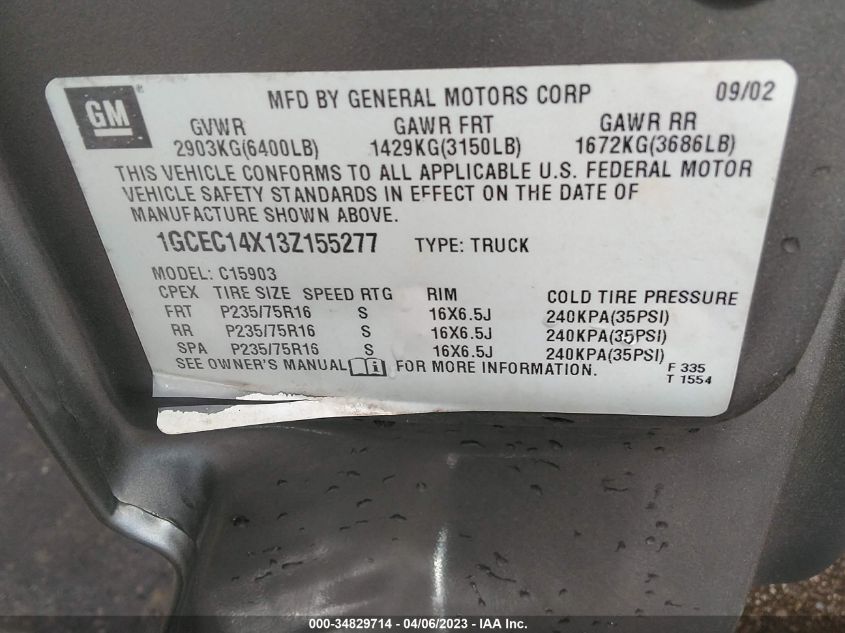 GM®
MFD BY GENERAL MOTORS CORP 09/02
GVWR GAWR FRT GAWR RR
2903KG(6400LB) 1429KG(3150LB) 1672KG(3686LB)
THIS VEHICLE CONFORMS TO ALL APPLICABLE U.S. FEDERAL MOTOR
VEHICLE SAFETY STANDARDS IN EFFECT ON THE DATE OF
MANUFACTURE SHOWN ABOVE.
1GCEC14X13Z155277 TYPE: TRUCK
MODEL: C15903
CPEX TIRE SIZE SPEED RTG RIM COLD TIRE PRESSURE
FRT P235/75R16 S 16X6.5J 240KPA(35PSI)
RR P235/75R16 S 16X6.5J 240KPA(35PSI)
SPA P235/75R16 S 16X6.5J 240KPA(35PSI)
SEE OWNER'S MANUAL i FOR MORE INFORMATION.
F 335
T 1554
000-34829714 - 04/06/2023 - IAA Inc.